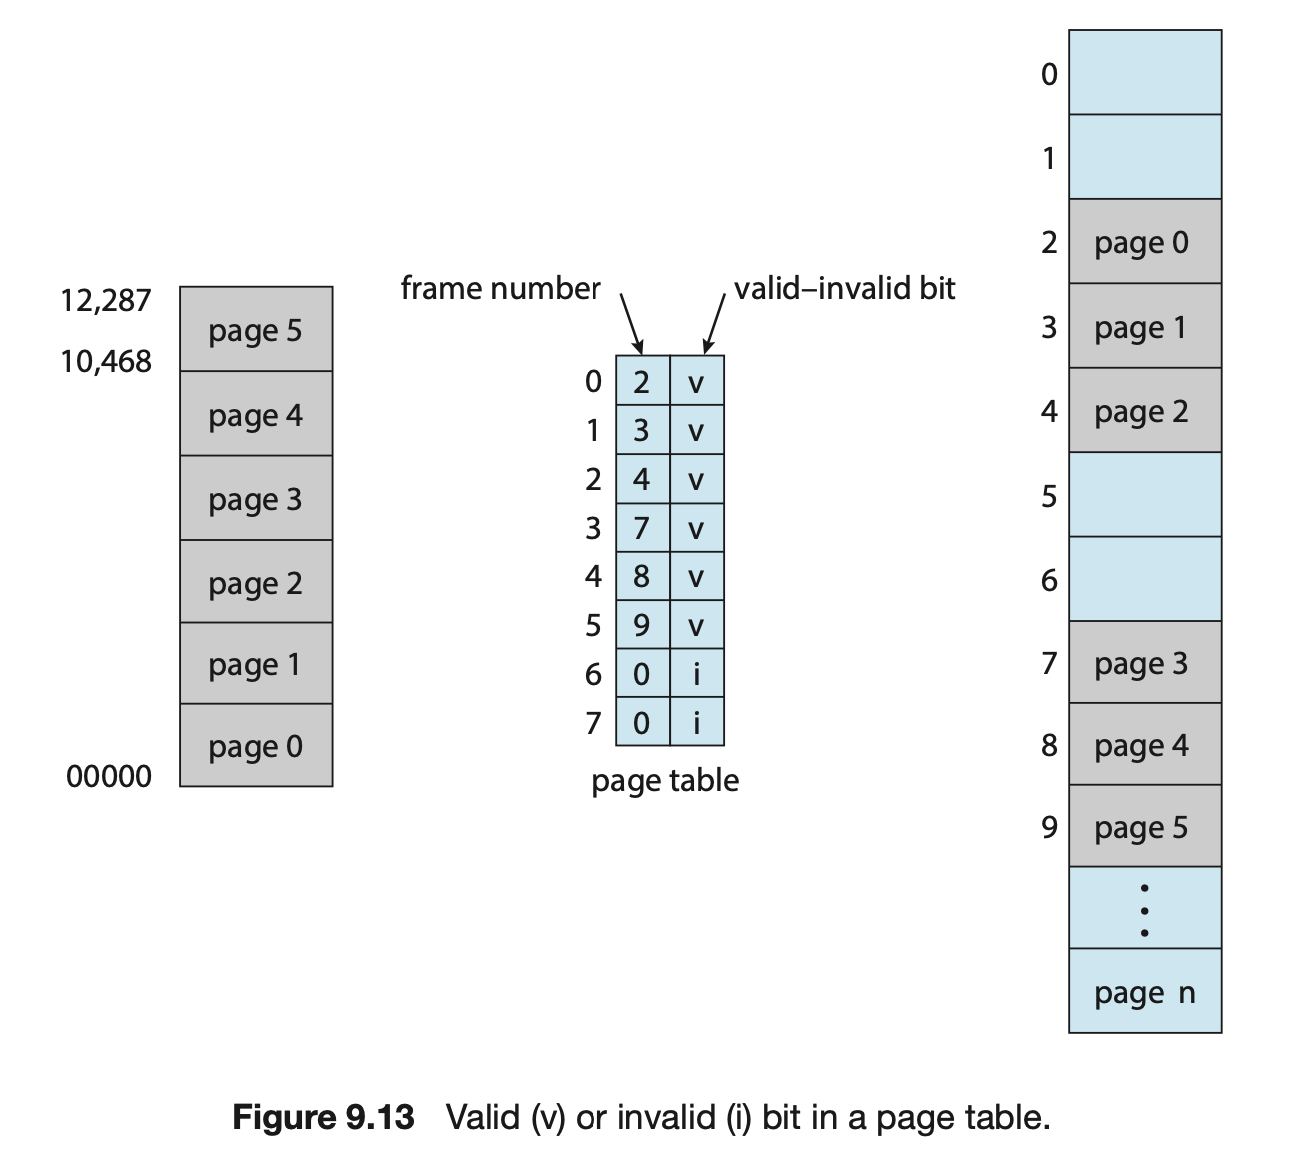 12,287
10,468
00000
page 5
page 4
page 3
page 2
page 1
page 0
frame number
valid–invalid bit
0 2 v
1 3 v
2 4 v
3 7 v
4 8 v
5 9 v
6 0 i
7 0 i
page table
0
1
2 page 0
3 page 1
4 page 2
5
6
7 page 3
8 page 4
9 page 5
page n
Figure 9.13 Valid (v) or invalid (i) bit in a page table.